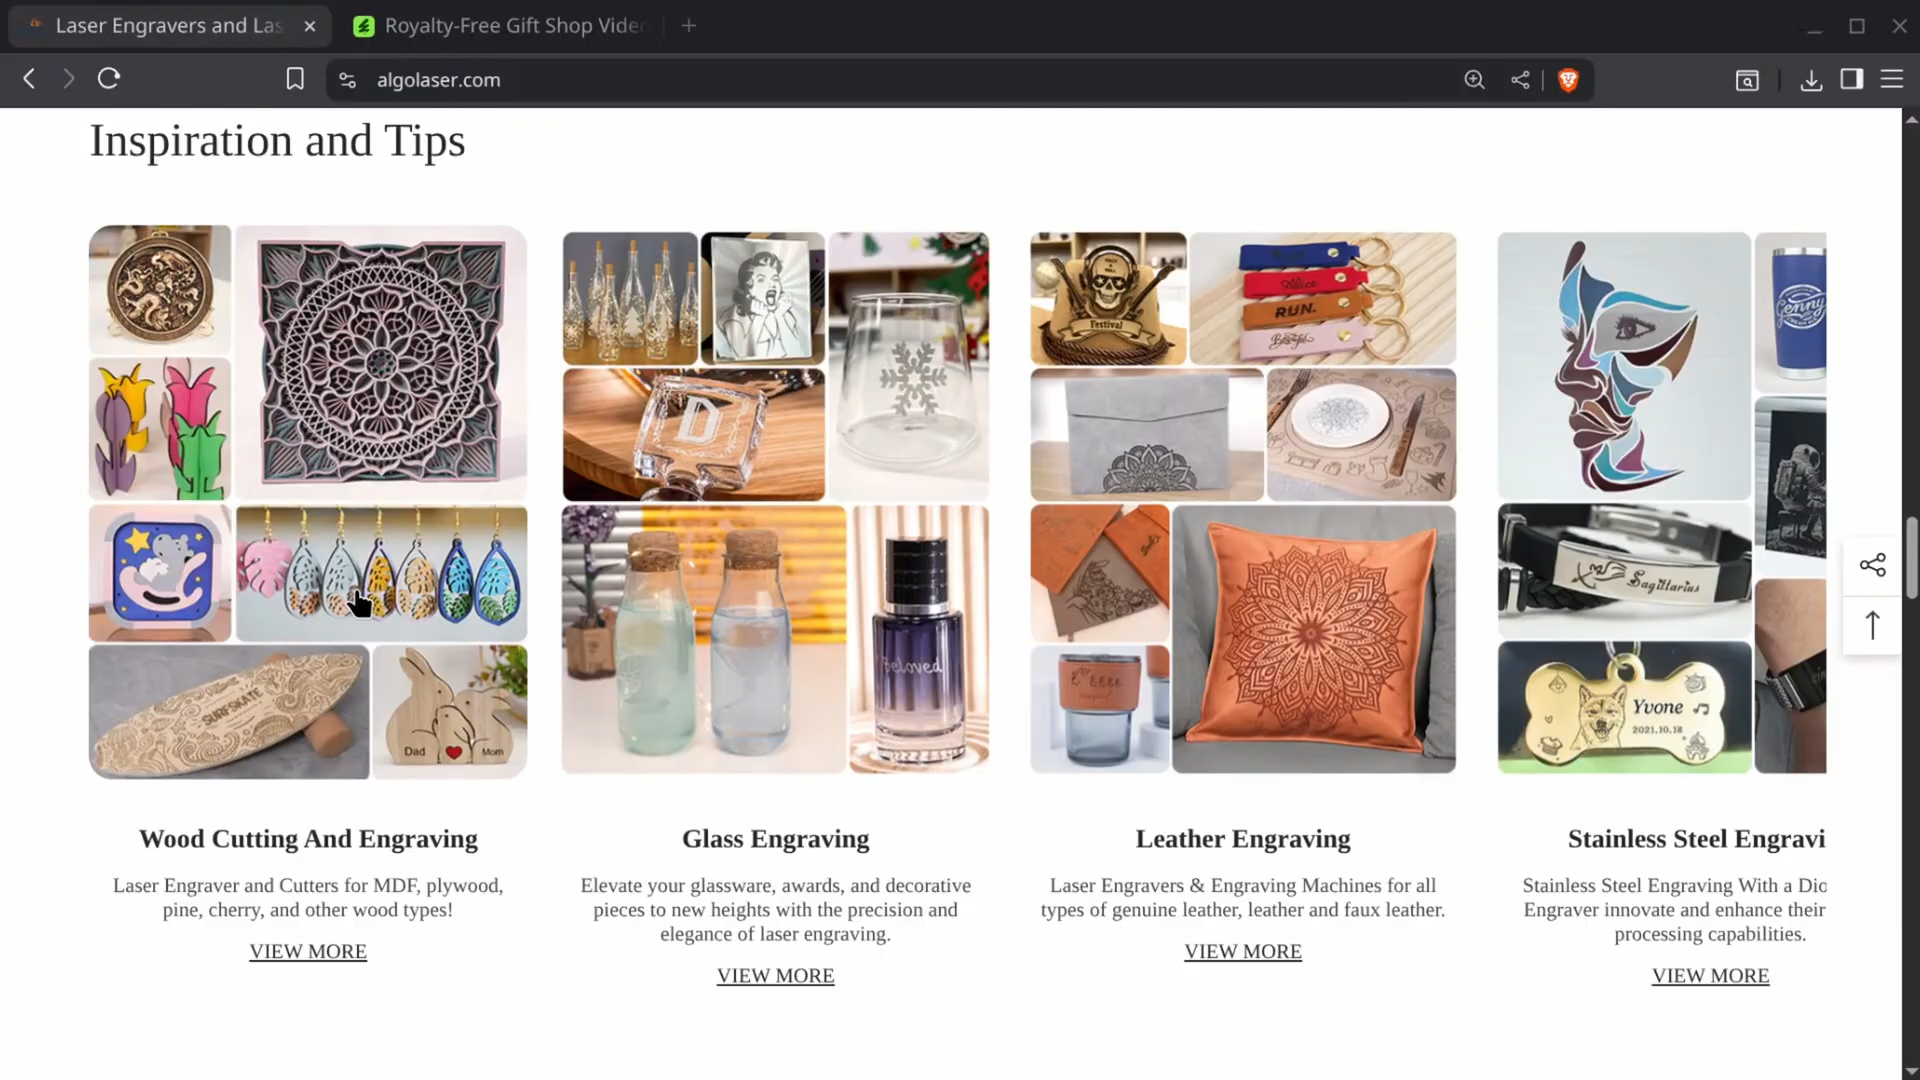 Laser Engravers and Las
Royalty-Free Gift Shop Vide
algolaser.com
Inspiration and Tips
Festival
Alice
RUN.
Beautiful
D
Genny
Sagittarius
Beloved
SURFSKATE
Dad
Mom
Yvone
2021.10.18
Wood Cutting And Engraving
Laser Engraver and Cutters for MDF, plywood,
pine, cherry, and other wood types!
VIEW MORE
Glass Engraving
Elevate your glassware, awards, and decorative
pieces to new heights with the precision and
elegance of laser engraving.
VIEW MORE
Leather Engraving
Laser Engravers & Engraving Machines for all
types of genuine leather, leather and faux leather.
VIEW MORE
Stainless Steel Engravi
Stainless Steel Engraving With a Dio
Engraver innovate and enhance their
processing capabilities.
VIEW MORE